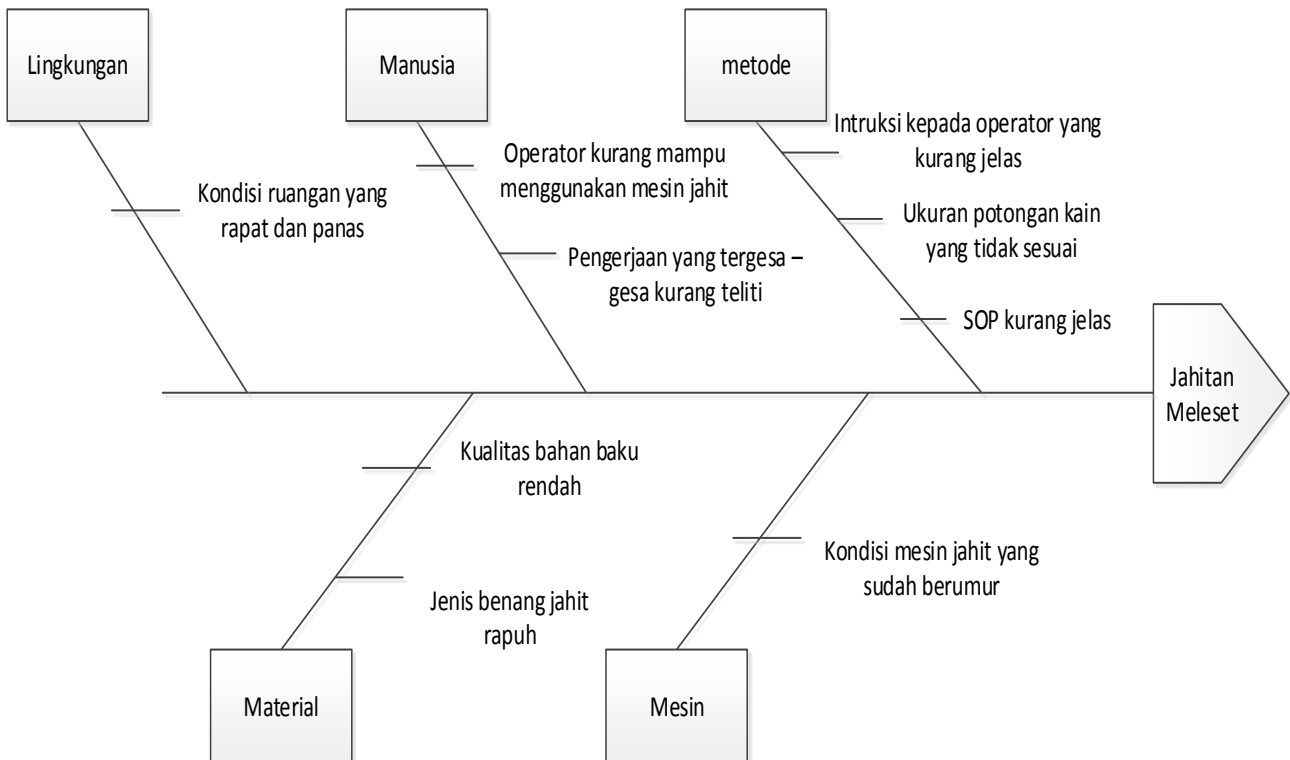 Lingkungan
Manusia
metode
Kondisi ruangan yang
rapat dan panas
Operator kurang mampu
menggunakan mesin jahit
Pengerjaan yang tergesa –
gesa kurang teliti
Intruksi kepada operator yang
kurang jelas
Ukuran potongan kain
yang tidak sesuai
SOP kurang jelas
Jahitan
Meleset
Kualitas bahan baku
rendah
Jenis benang jahit
rapuh
Kondisi mesin jahit yang
sudah berumur
Material
Mesin